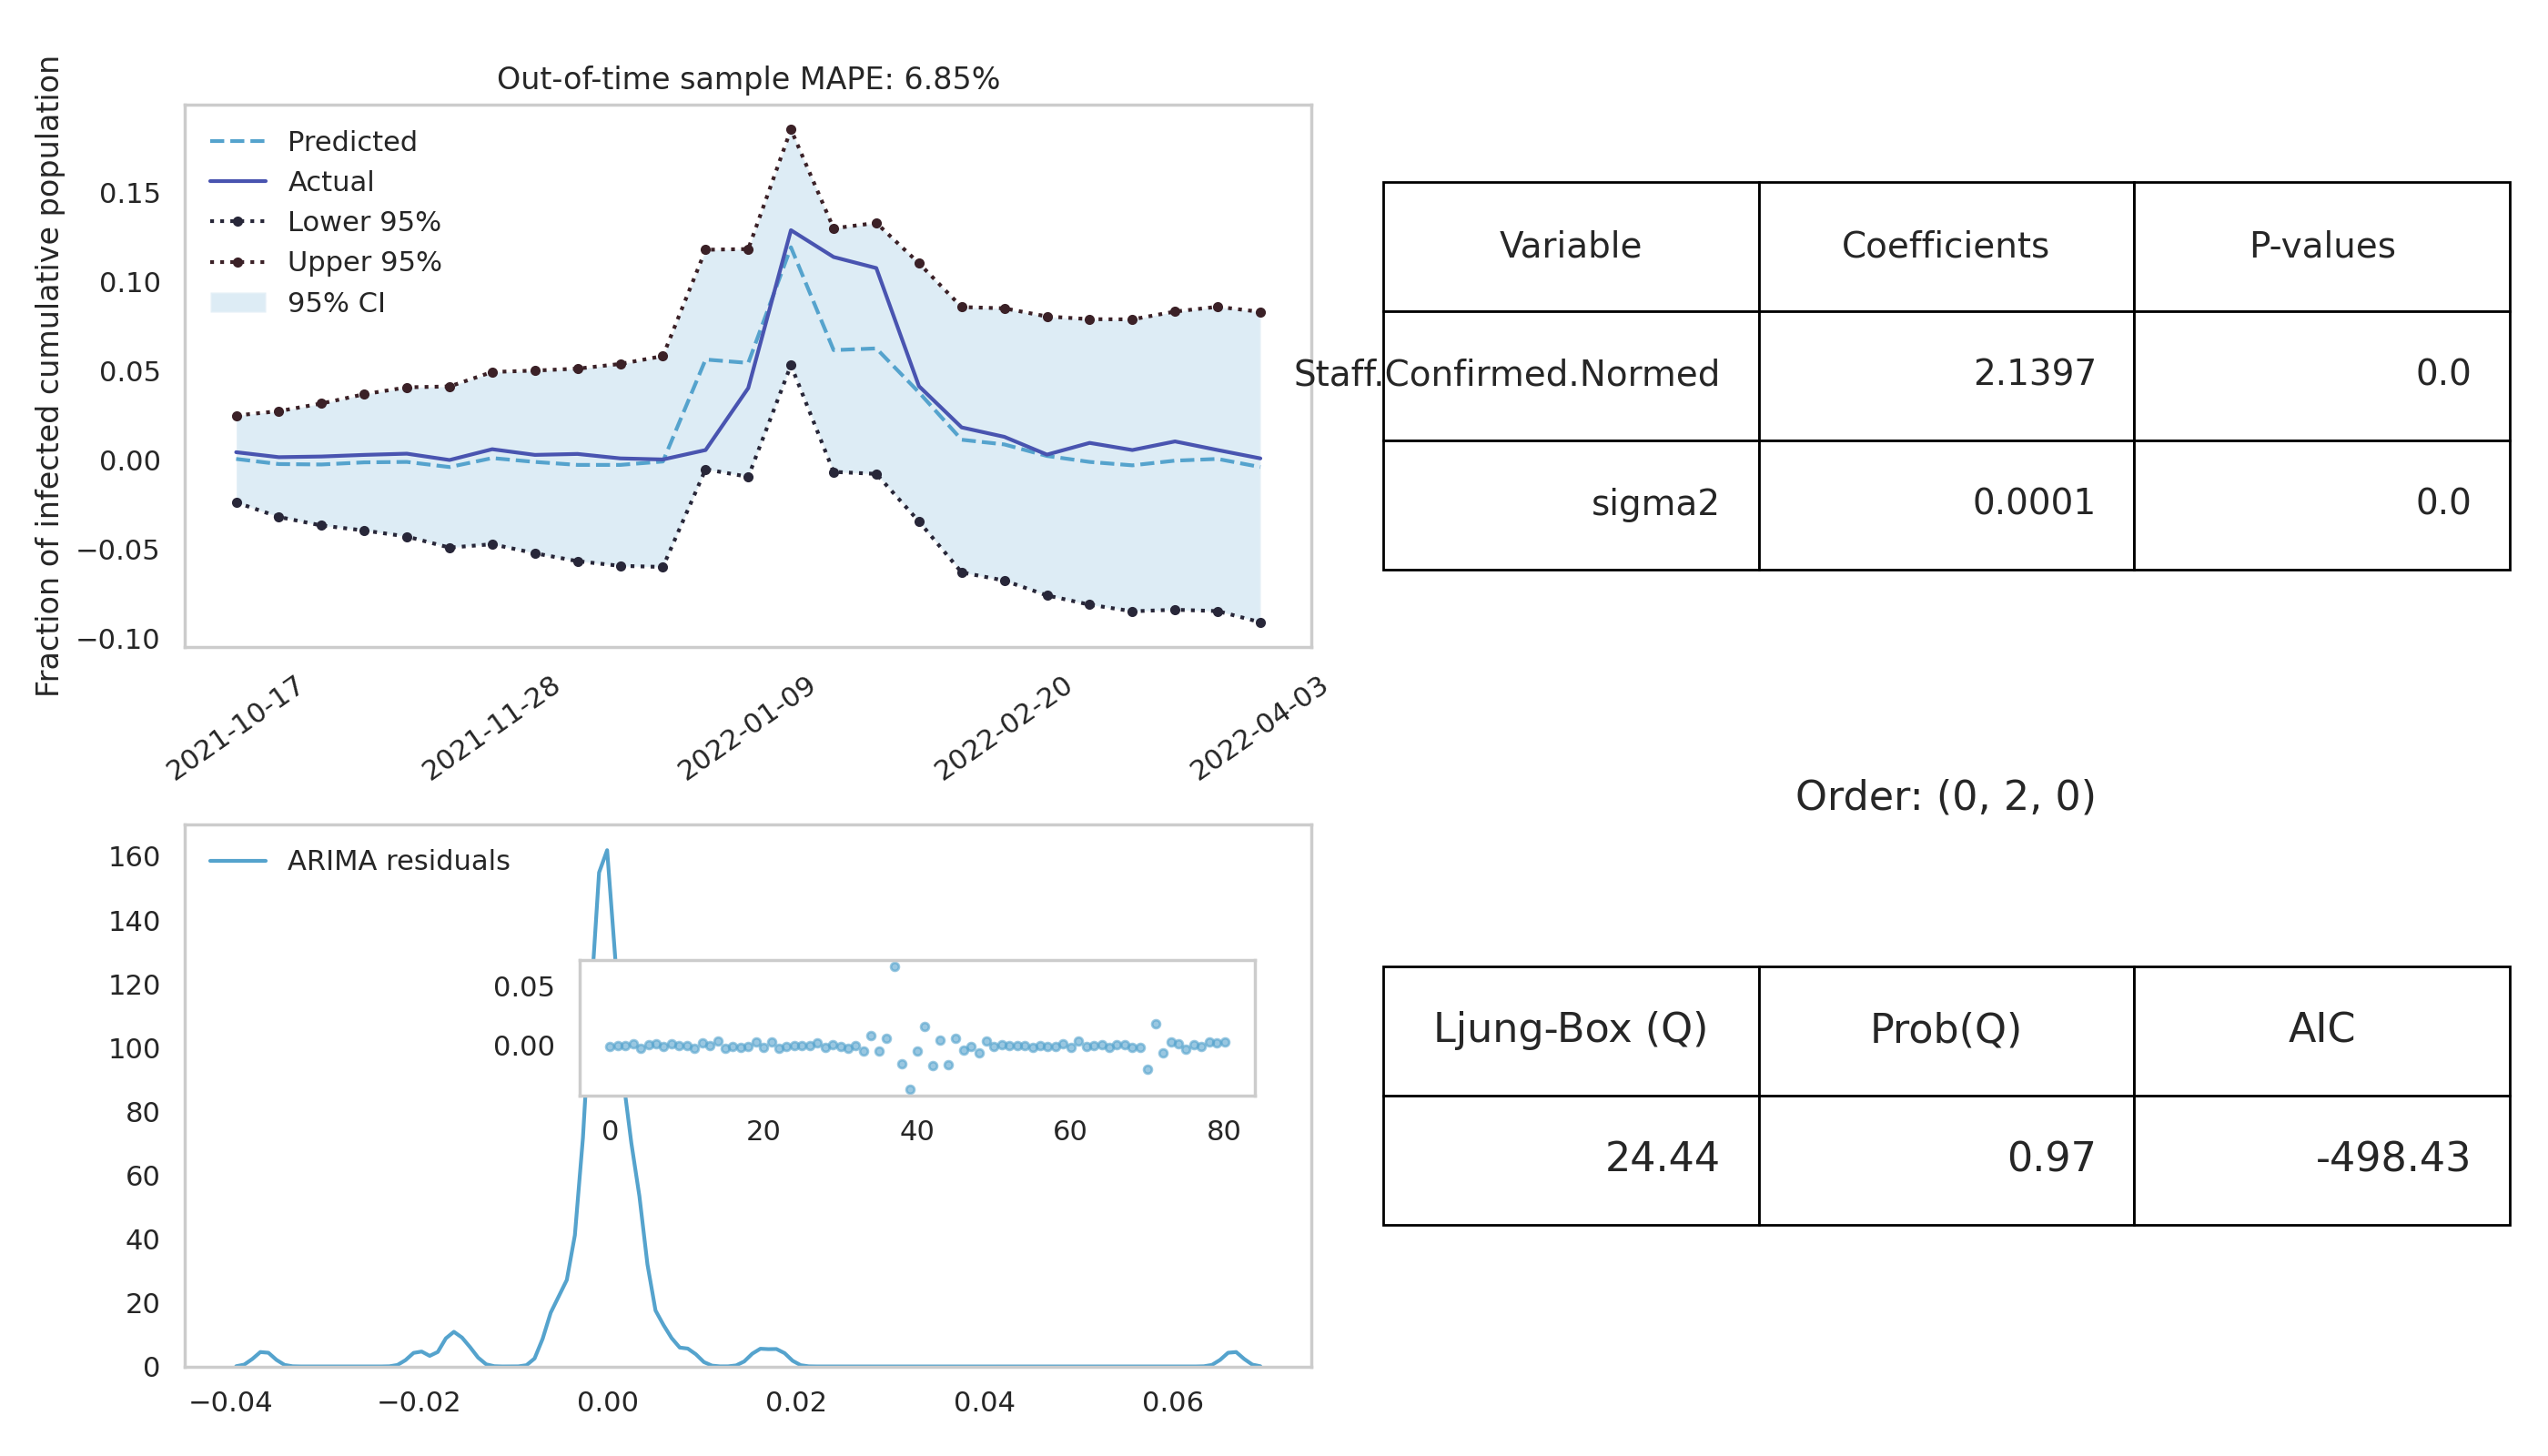 Out-of-time sample MAPE: 6.85%
Fraction of infected cumulative population
Predicted
Actual
Lower 95%
Upper 95%
95% CI
0.15
0.10
0.05
0.00
−0.05
−0.10
2021-10-17
2021-11-28
2022-01-09
2022-02-20
2022-04-03
Variable Coefficients P-values
Staff.Confirmed.Normed 2.1397 0.0
sigma2 0.0001 0.0
ARIMA residuals
160
140
120
100
80
60
40
20
0
−0.04 −0.02 0.00 0.02 0.04 0.06
0.05
0.00
0 20 40 60 80
Order: (0, 2, 0)
Ljung-Box (Q) Prob(Q) AIC
24.44 0.97 -498.43